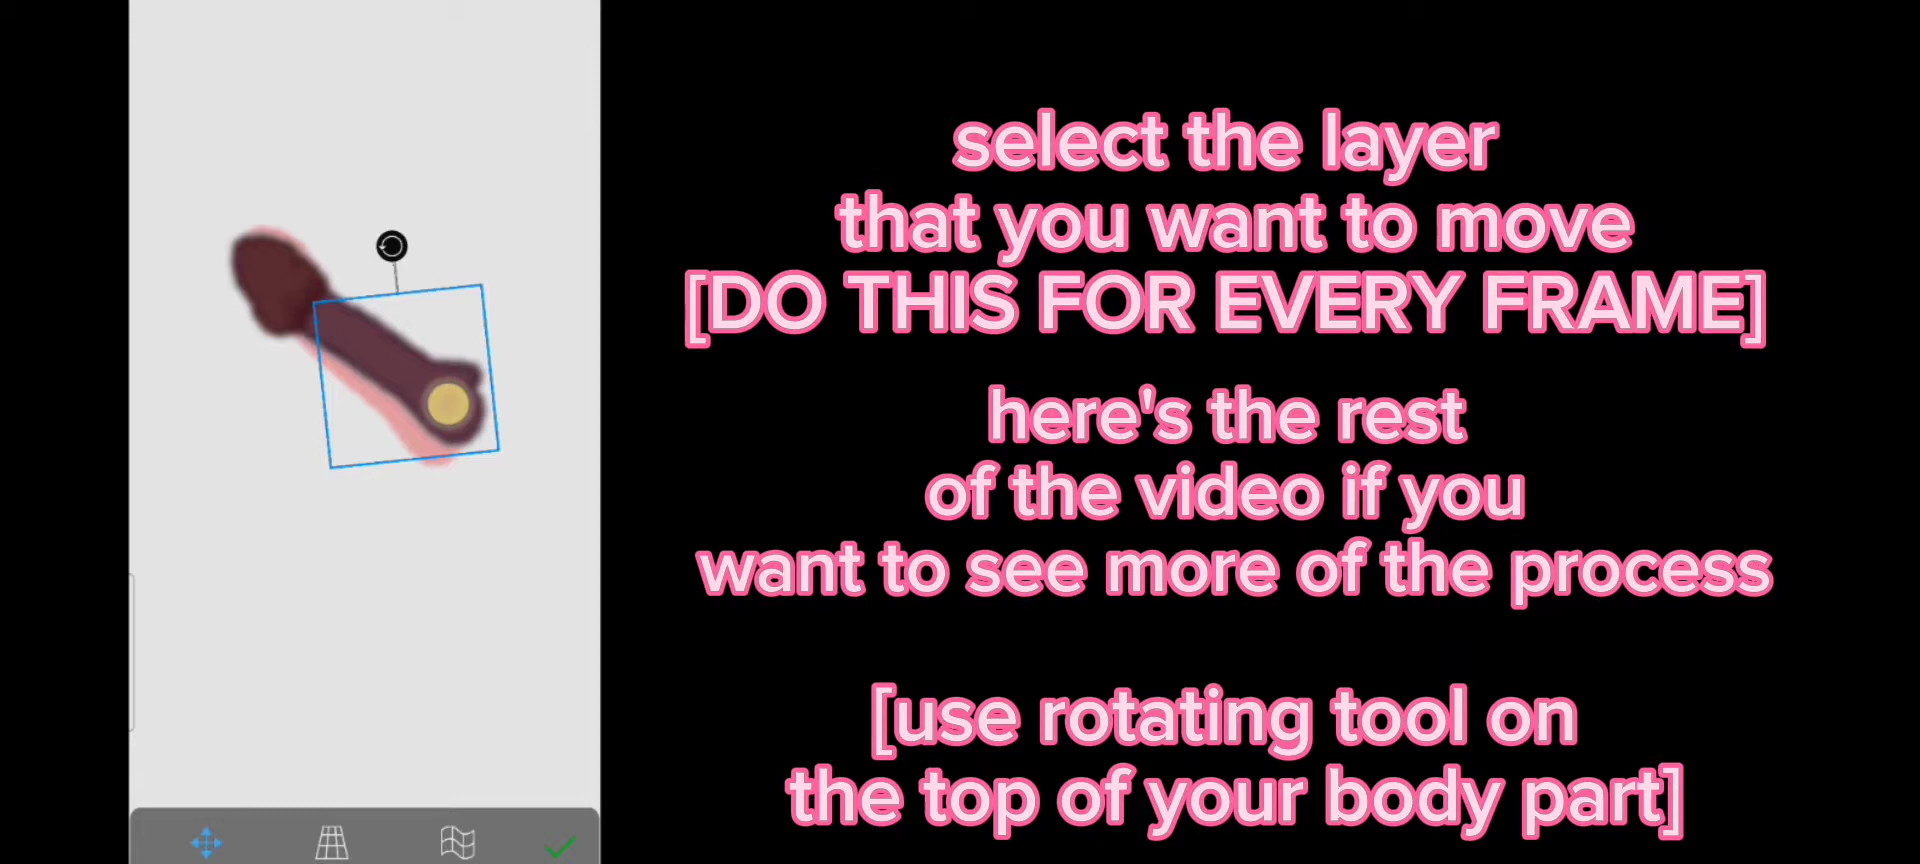 select the layer
that you want to move
[DO THIS FOR EVERY FRAME]
here's the rest
of the video if you
want to see more of the process
[use rotating tool on
the top of your body part]